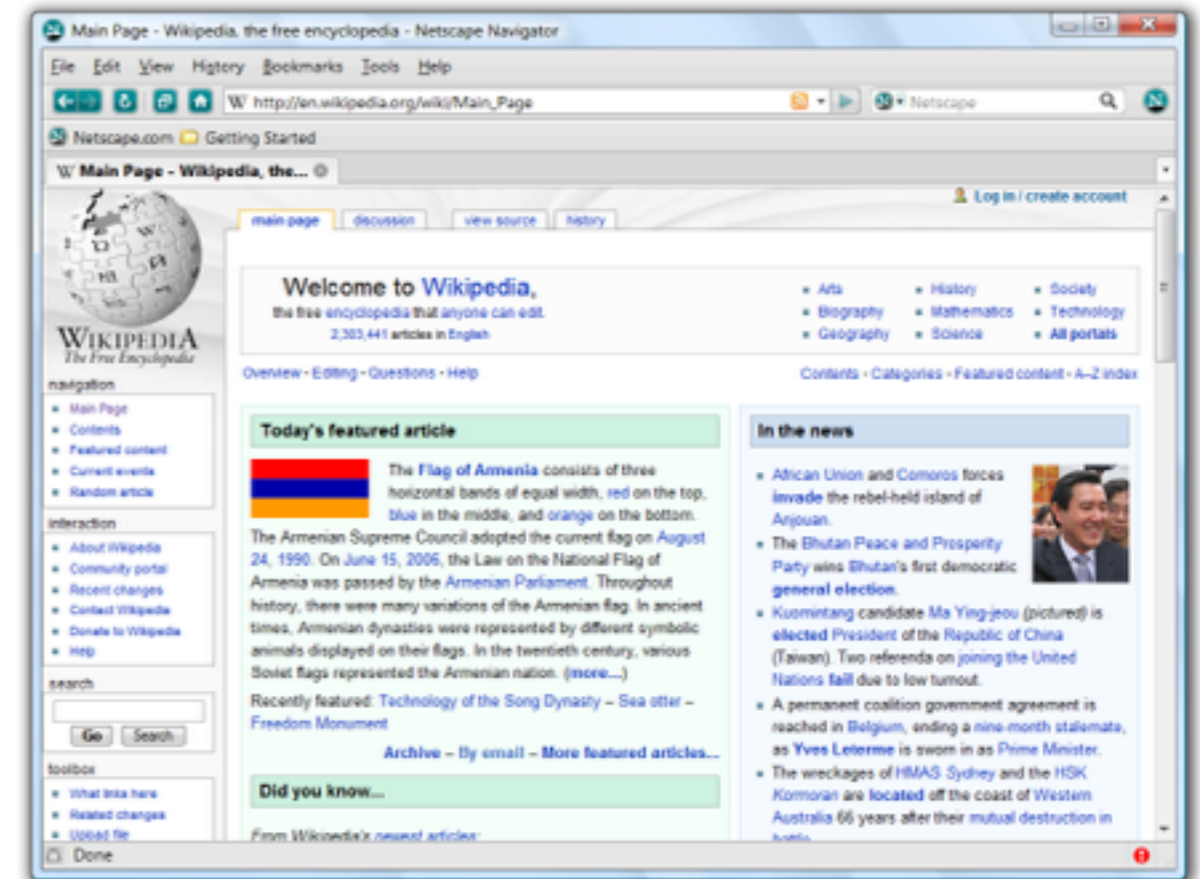 Main Page - Wikipedia, the free encyclopedia - Netscape Navigator
File Edit View History Bookmarks Tools Help
W http://en.wikipedia.org/wiki/Main_Page
Netscape
N
Netscape.com Getting Started
W Main Page - Wikipedia, the...
Log in / create account
main page discussion view source history
WIKIPEDIA
The Free Encyclopedia
navigation
Main Page
Contents
Featured content
Current events
Random article
interaction
About Wikipedia
Community portal
Recent changes
Contact Wikipedia
Donate to Wikipedia
Help
search
Go Search
toolbox
What links here
Related changes
Upload file
Welcome to Wikipedia,
the free encyclopedia that anyone can edit.
2,303,441 articles in English
Arts
Biography
Geography
History
Mathematics
Science
Society
Technology
All portals
Overview · Editing · Questions · Help
Contents · Categories · Featured content · A–Z index
Today's featured article
The Flag of Armenia consists of three
horizontal bands of equal width, red on the top,
blue in the middle, and orange on the bottom.
The Armenian Supreme Council adopted the current flag on August
24, 1990. On June 15, 2006, the Law on the National Flag of
Armenia was passed by the Armenian Parliament. Throughout
history, there were many variations of the Armenian flag. In ancient
times, Armenian dynasties were represented by different symbolic
animals displayed on their flags. In the twentieth century, various
Soviet flags represented the Armenian nation. (more...)
Recently featured: Technology of the Song Dynasty – Sea otter –
Freedom Monument
Archive – By email – More featured articles...
Did you know...
From Wikipedia's newest articles:
In the news
African Union and Comoros forces
invade the rebel-held island of
Anjouan.
The Bhutan Peace and Prosperity
Party wins Bhutan's first democratic
general election.
Kuomintang candidate Ma Ying-jeou (pictured) is
elected President of the Republic of China
(Taiwan). Two referenda on joining the United
Nations fail due to low turnout.
A permanent coalition government agreement is
reached in Belgium, ending a nine-month stalemate,
as Yves Leterme is sworn in as Prime Minister.
The wreckages of HMAS Sydney and the HSK
Kormoran are located off the coast of Western
Australia 66 years after their mutual destruction in
Done